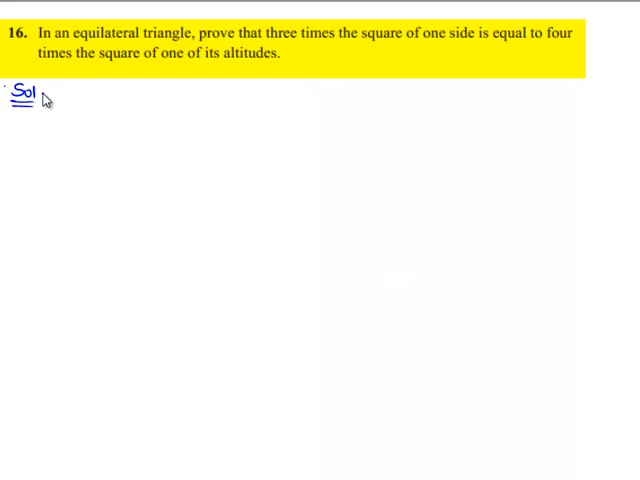 16. In an equilateral triangle, prove that three times the square of one side is equal to four
times the square of one of its altitudes.
Sol